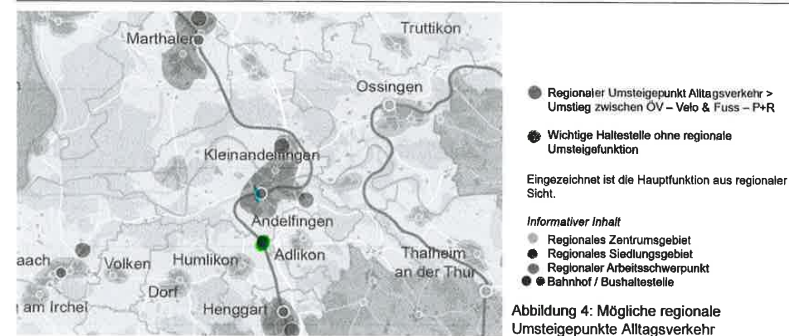 Truttikon
Marthalen
Ossingen
Kleinandelfingen
Andelfingen
Adlikon
Thalheim
an der Thur
aach
Volken
Humlikon
Dorf
am Irchel
Henggart
Regionaler Umsteigepunkt Alltagsverkehr >
Umstieg zwischen ÖV – Velo & Fuss – P+R
Wichtige Haltestelle ohne regionale
Umsteigefunktion
Eingezeichnet ist die Hauptfunktion aus regionaler
Sicht.
Informativer Inhalt
Regionales Zentrumsgebiet
Regionales Siedlungsgebiet
Regionaler Arbeitsschwerpunkt
Bahnhof / Bushaltestelle
Abbildung 4: Mögliche regionale
Umsteigepunkte Alltagsverkehr